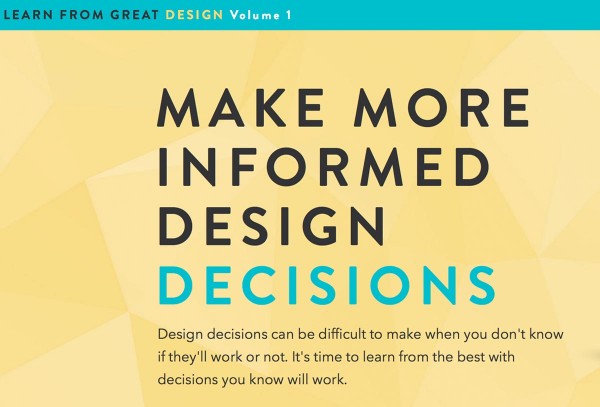 LEARN FROM GREAT DESIGN Volume 1
MAKE MORE
INFORMED
DESIGN
DECISIONS
Design decisions can be difficult to make when you don't know
if they'll work or not. It's time to learn from the best with
decisions you know will work.